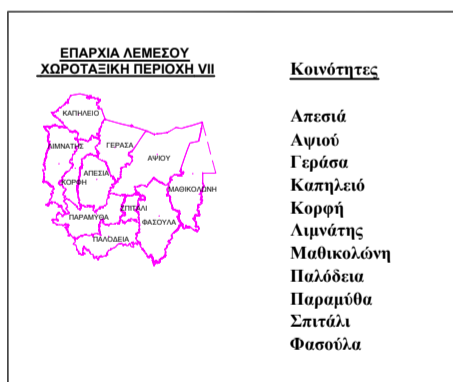 ΕΠΑΡΧΙΑ ΛΕΜΕΣΟΥ
ΧΩΡΟΤΑΞΙΚΗ ΠΕΡΙΟΧΗ VII
ΚΑΠΗΛΕΙΟ
ΛΙΜΝΑΤΗΣ
ΓΕΡΑΣΑ
ΑΨΙΟΥ
ΑΠΕΣΙΑ
ΚΟΡΦΗ
ΜΑΘΙΚΟΛΩΝΗ
ΣΠΙΤΑΛΙ
ΠΑΡΑΜΥΘΑ
ΦΑΣΟΥΛΑ
ΠΑΛΟΔΕΙΑ
Κοινότητες
Απεσιά
Αψιού
Γεράσα
Καπηλειό
Κορφή
Λιμνάτης
Μαθικολώνη
Παλόδεια
Παραμύθα
Σπιτάλι
Φασούλα